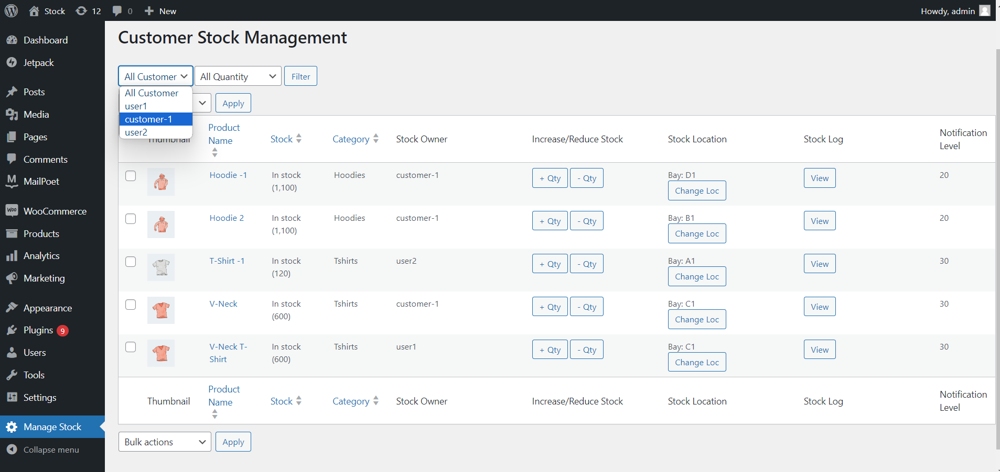 Stock 12 0 New Howdy, admin
Dashboard
Jetpack
Posts
Media
Pages
Comments
MailPoet
WooCommerce
Products
Analytics
Marketing
Appearance
Plugins 9
Users
Tools
Settings
Manage Stock
Collapse menu
Customer Stock Management
All Customer All Quantity Filter
All Customer
user1
customer-1
user2
Apply
Thumbnail Product Name Stock Category Stock Owner Increase/Reduce Stock Stock Location Stock Log Notification Level
Hoodie -1 In stock Hoodies customer-1 + Qty - Qty Bay: D1 View 20
(1,100) Change Loc
Hoodie 2 In stock Hoodies customer-1 + Qty - Qty Bay: B1 View 20
(1,100) Change Loc
T-Shirt -1 In stock Tshirts user2 + Qty - Qty Bay: A1 View 30
(120) Change Loc
V-Neck In stock Tshirts customer-1 + Qty - Qty Bay: C1 View 30
(600) Change Loc
V-Neck T- In stock Tshirts user1 + Qty - Qty Bay: C1 View 30
Shirt (600) Change Loc
Thumbnail Product Name Stock Category Stock Owner Increase/Reduce Stock Stock Location Stock Log Notification Level
Bulk actions Apply